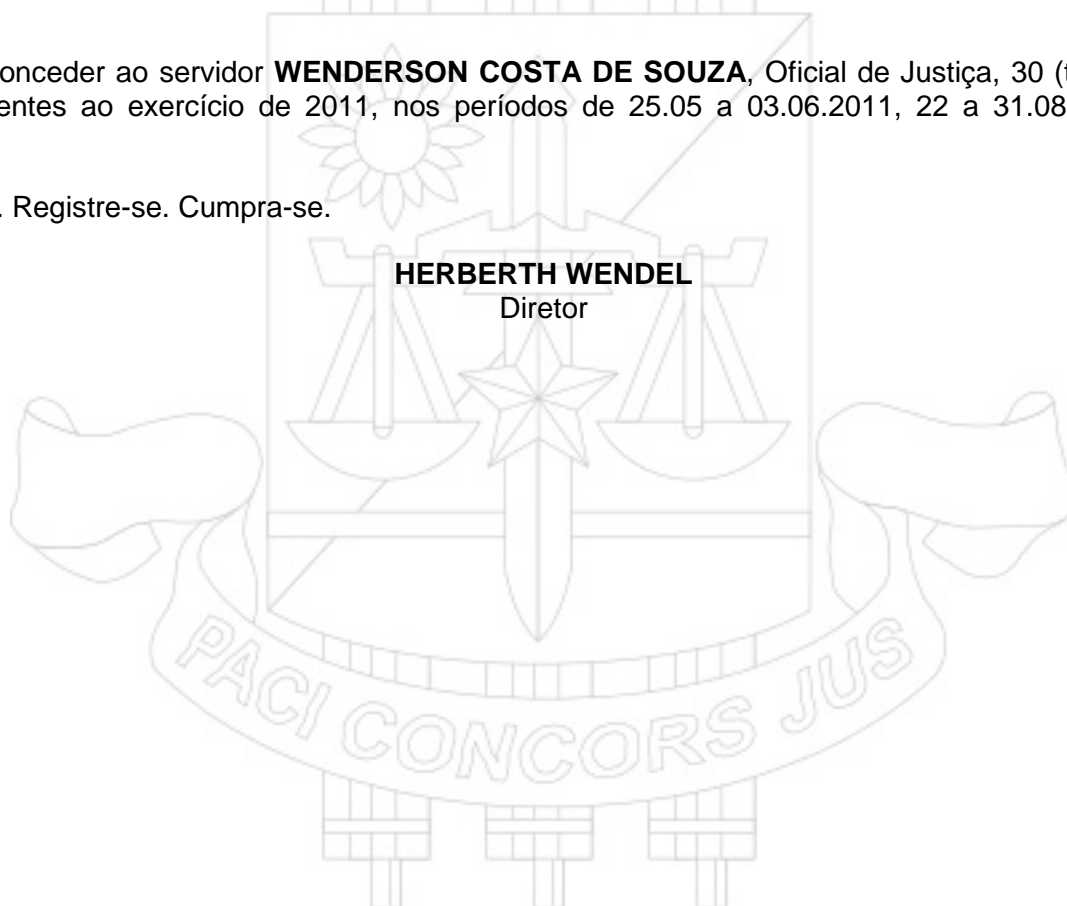 onceder ao servidor WENDERSON COSTA DE SOUZA, Oficial de Justiça, 30
entes ao exercício de 2011, nos períodos de 25.05 a 03.06.2011, 22 a 31.08
. Registre-se. Cumpra-se.
HERBERTH WENDEL
Diretor
PACI CONCORS JUS